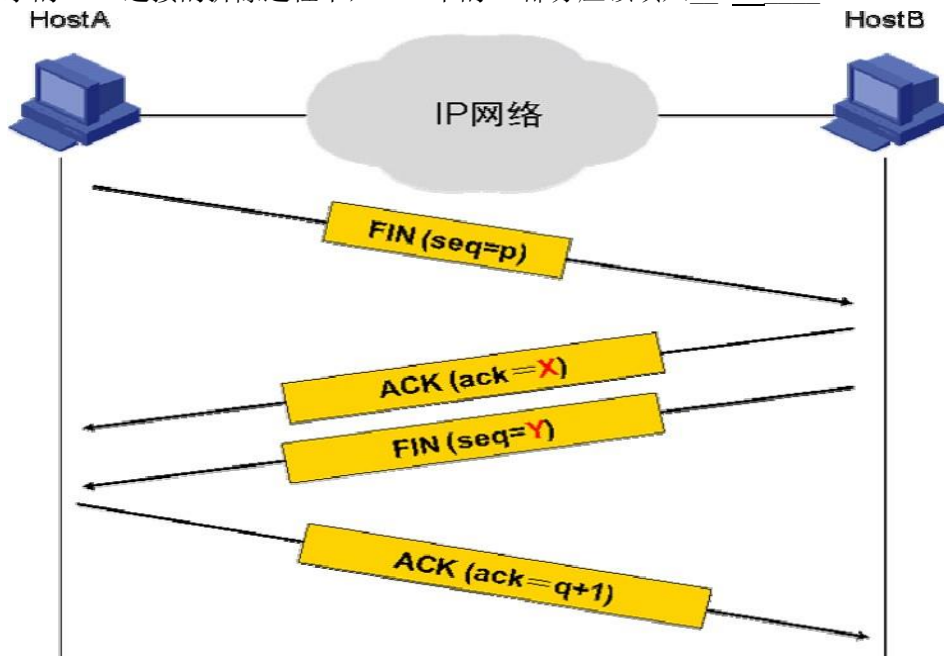 HostA
HostB
IP网络
FIN (seq=p)
ACK (ack=X)
FIN (seq=Y)
ACK (ack=q+1)